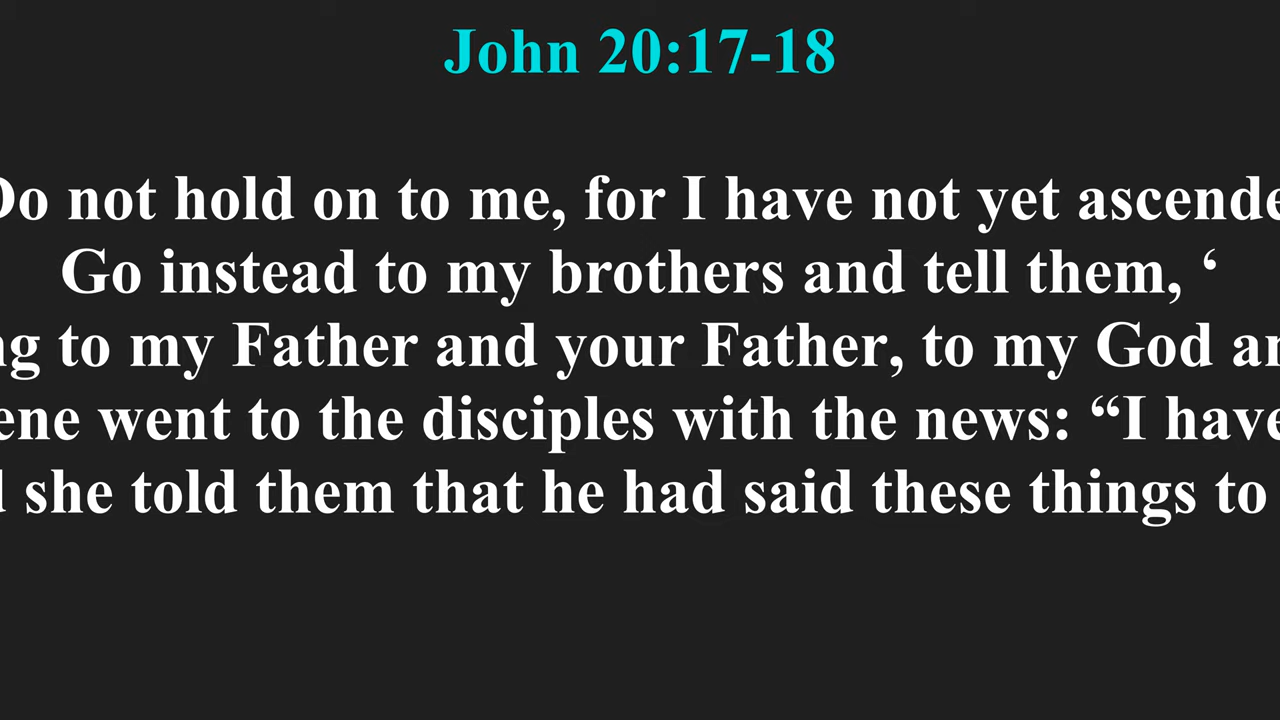 John 20:17-18
Do not hold on to me, for I have not yet ascende
Go instead to my brothers and tell them, ‘
ng to my Father and your Father, to my God an
ene went to the disciples with the news: “I have
d she told them that he had said these things to